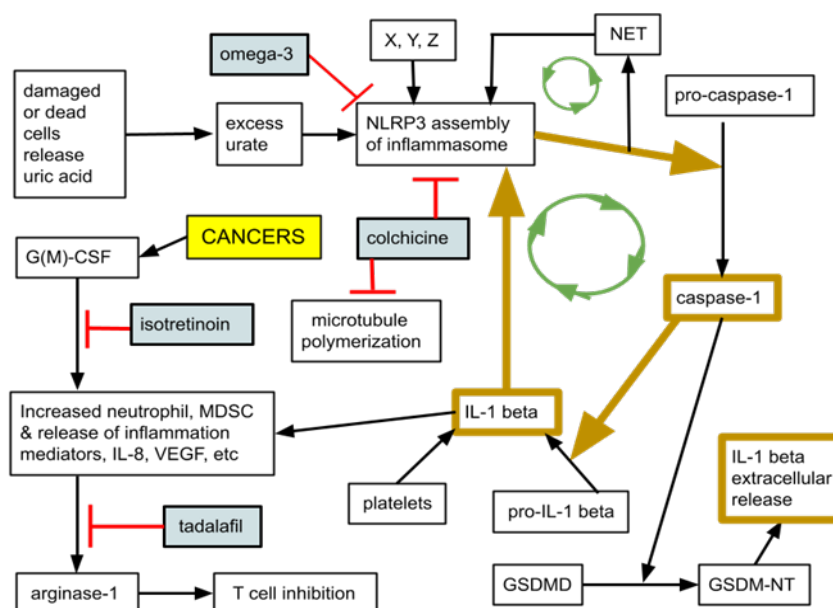 omega-3
X, Y, Z
NET
damaged
or dead
cells
release
uric acid
excess
urate
NLRP3 assembly
of inflammasome
pro-caspase-1
CANCERS
G(M)-CSF
colchicine
isotretinoin
microtubule
polymerization
caspase-1
Increased neutrophil, MDSC
& release of inflammation
mediators, IL-8, VEGF, etc
IL-1 beta
platelets
pro-IL-1 beta
IL-1 beta
extracellular
release
tadalafil
arginase-1
T cell inhibition
GSDMD
GSDM-NT